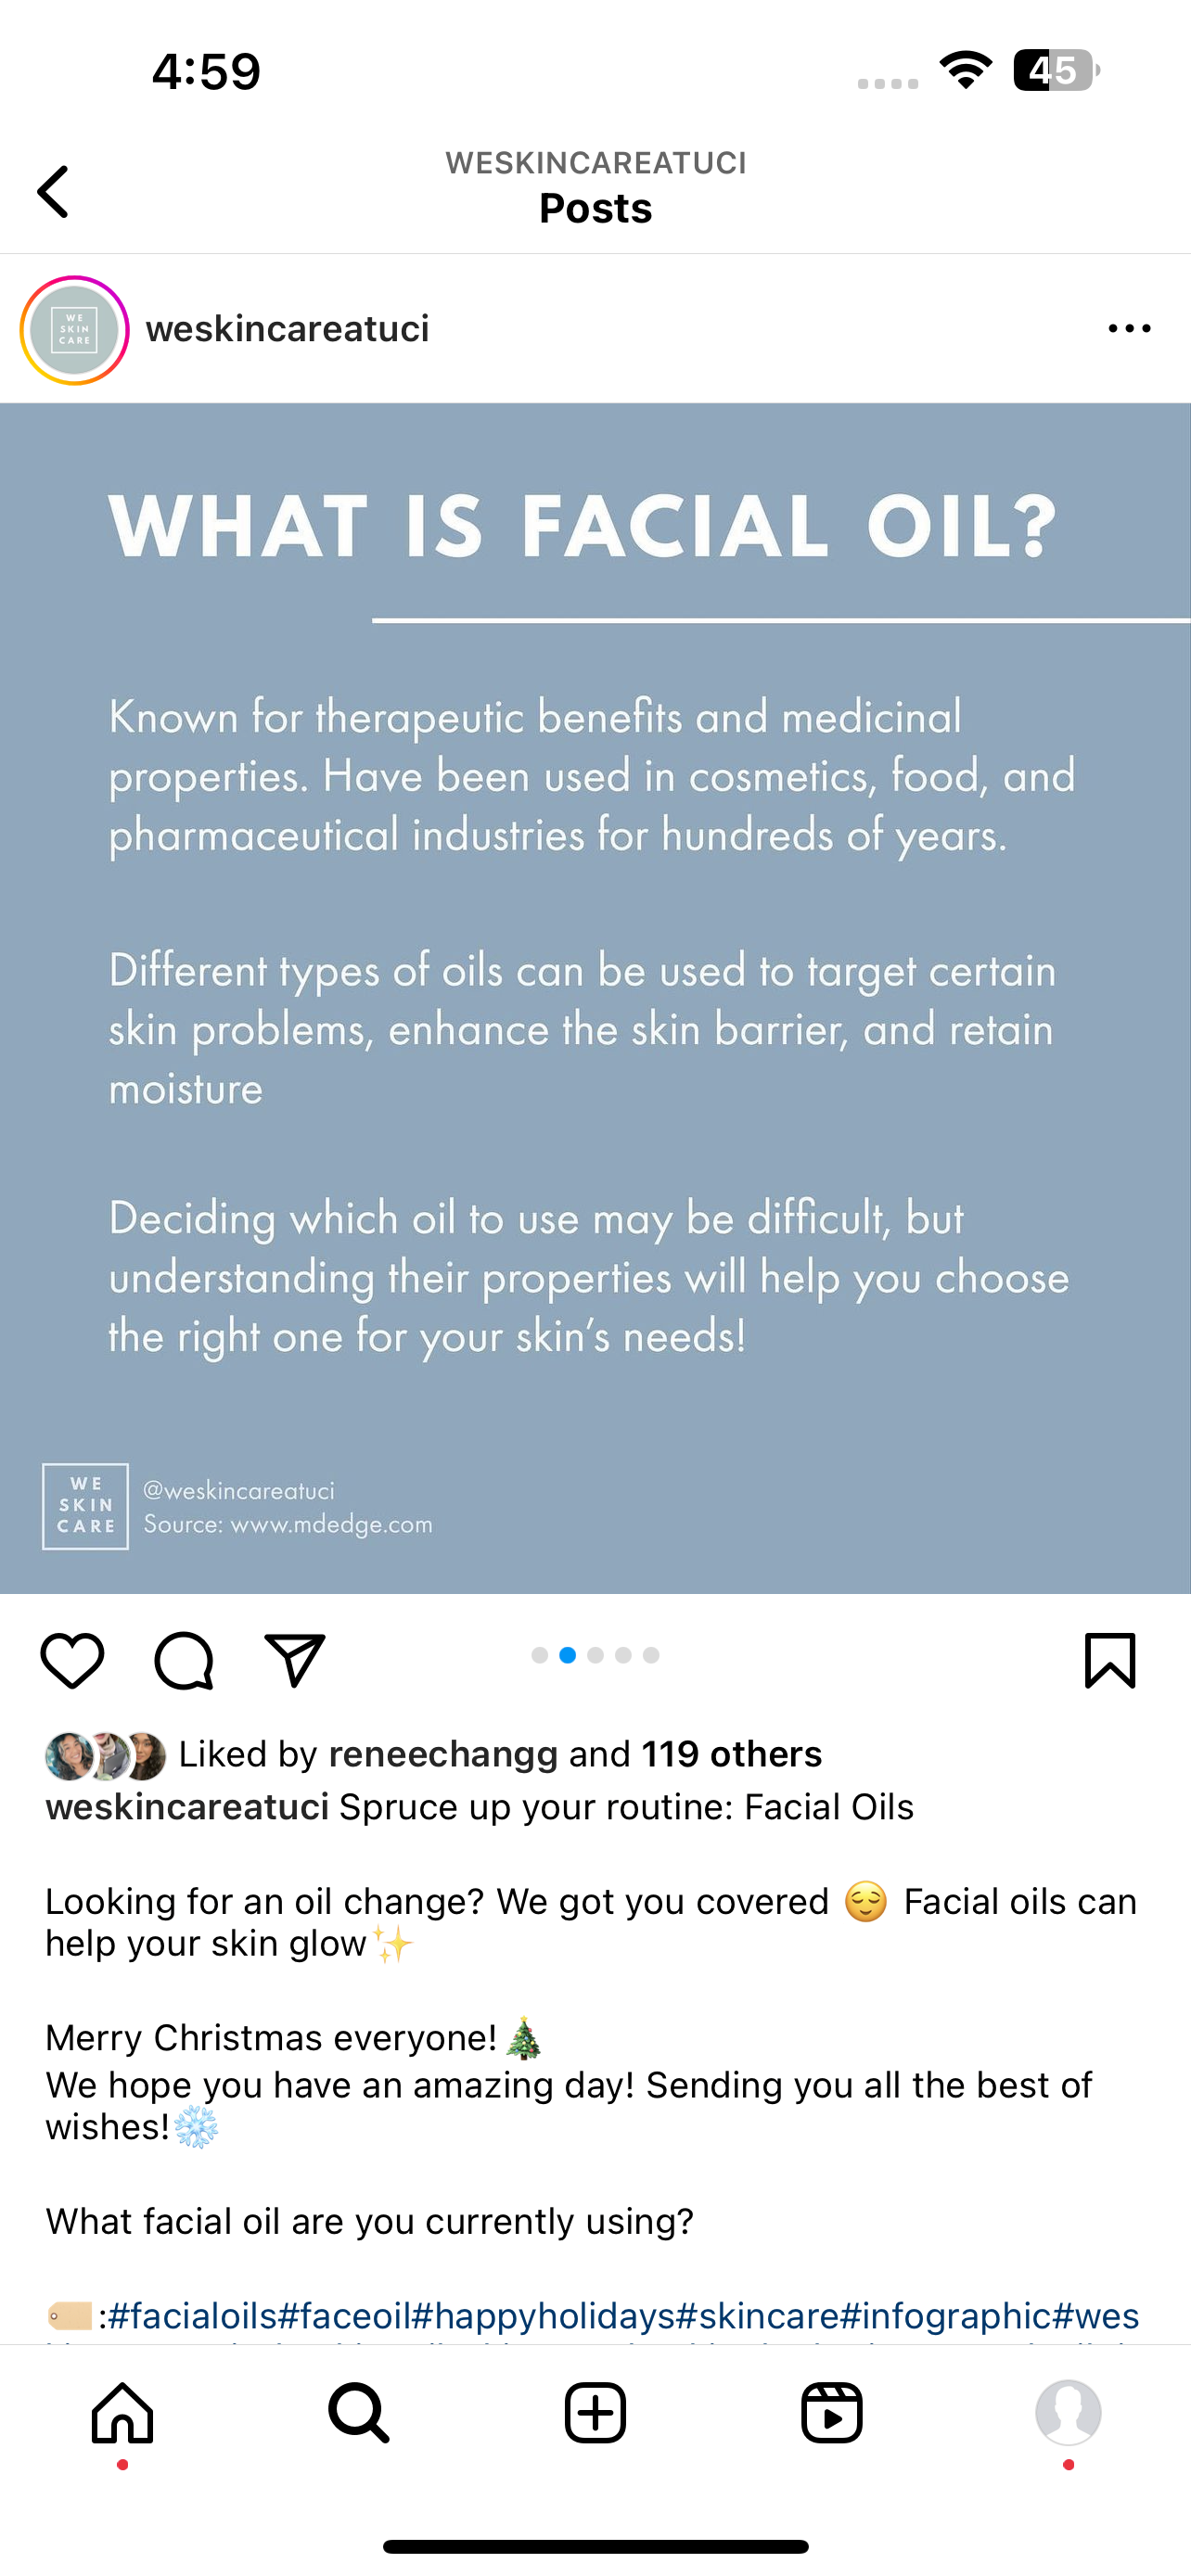 4:59
45
WESKINCAREATUCI
Posts
WE
SKIN
CARE
weskincareatuci
WHAT IS FACIAL OIL?
Known for therapeutic benefits and medicinal
properties. Have been used in cosmetics, food, and
pharmaceutical industries for hundreds of years.
Different types of oils can be used to target certain
skin problems, enhance the skin barrier, and retain
moisture
Deciding which oil to use may be difficult, but
understanding their properties will help you choose
the right one for your skin's needs!
WE
SKIN
CARE
@weskincareatuci
Source: www.mdedge.com
Liked by reneechangg and 119 others
weskincareatuci Spruce up your routine: Facial Oils
Looking for an oil change? We got you covered 😌 Facial oils can
help your skin glow✨
Merry Christmas everyone!🎄
We hope you have an amazing day! Sending you all the best of
wishes!❄️
What facial oil are you currently using?
🏷️:#facialoils#faceoil#happyholidays#skincare#infographic#wes